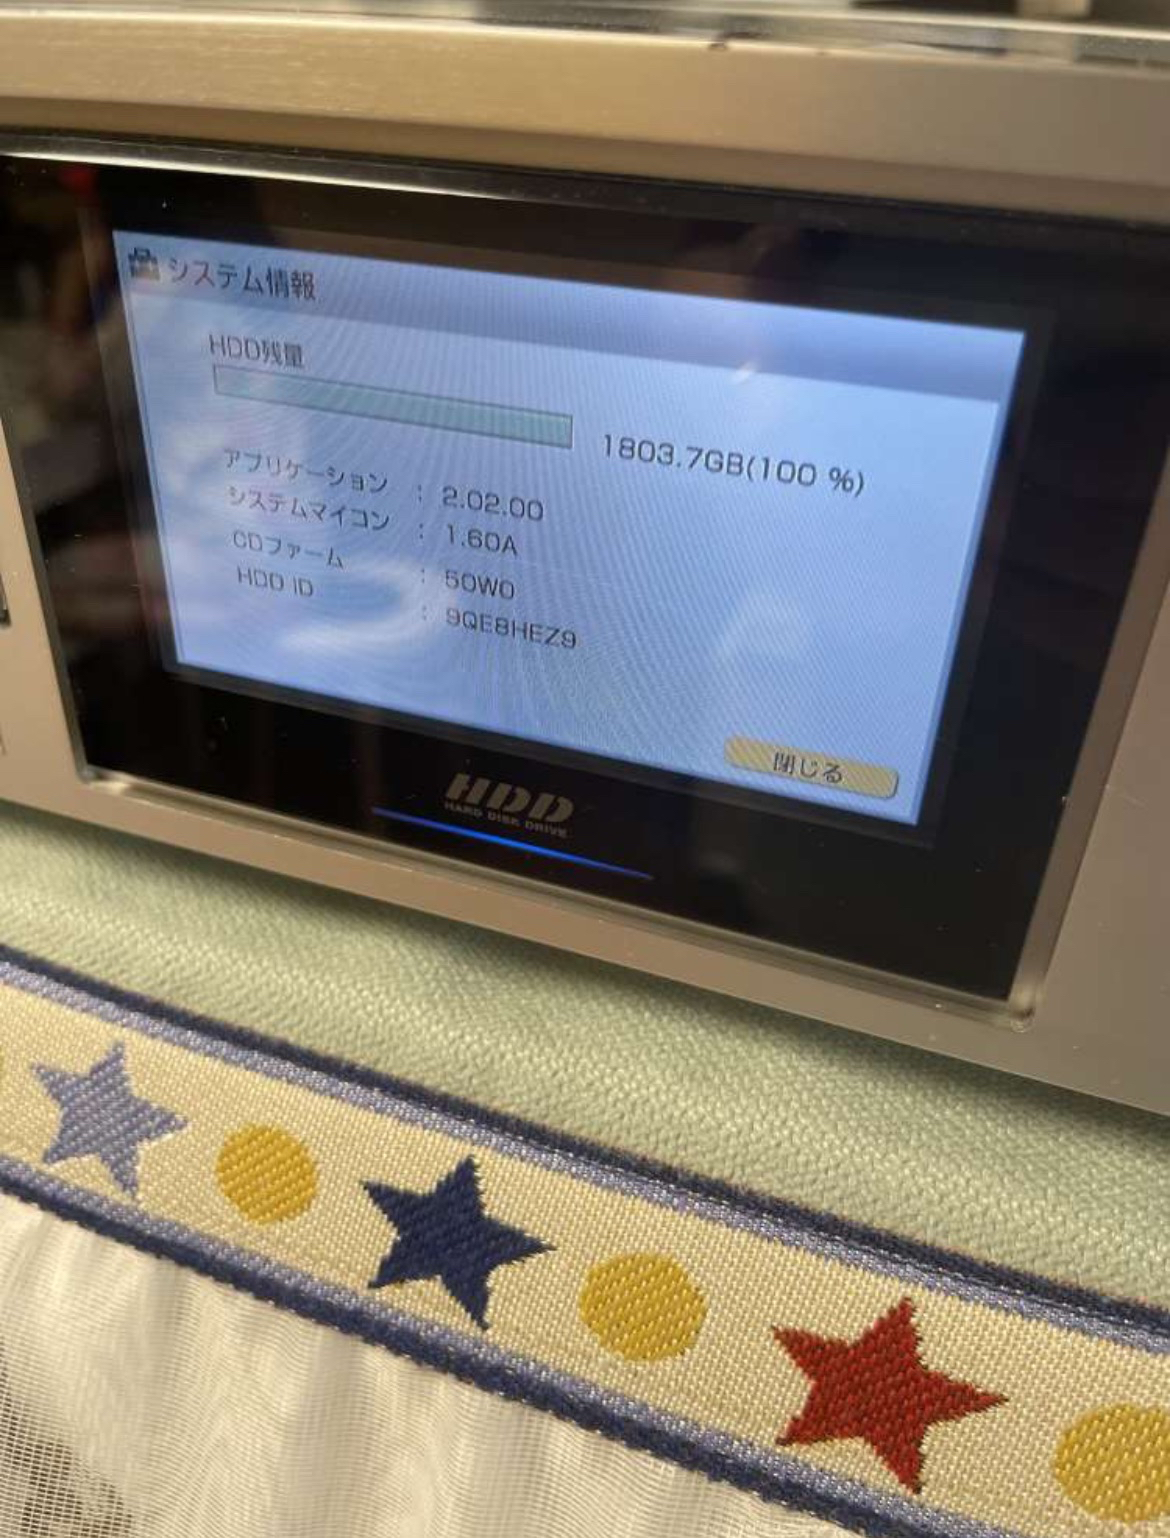 システム情報
HDD残量
1803.7GB(100 %)
アプリケーション : 2.02.00
システムマイコン : 1.60A
CDファーム : 50W0
HDD ID : 9QE8HEZ9
閉じる
HDD
HARD DISK DRIVE